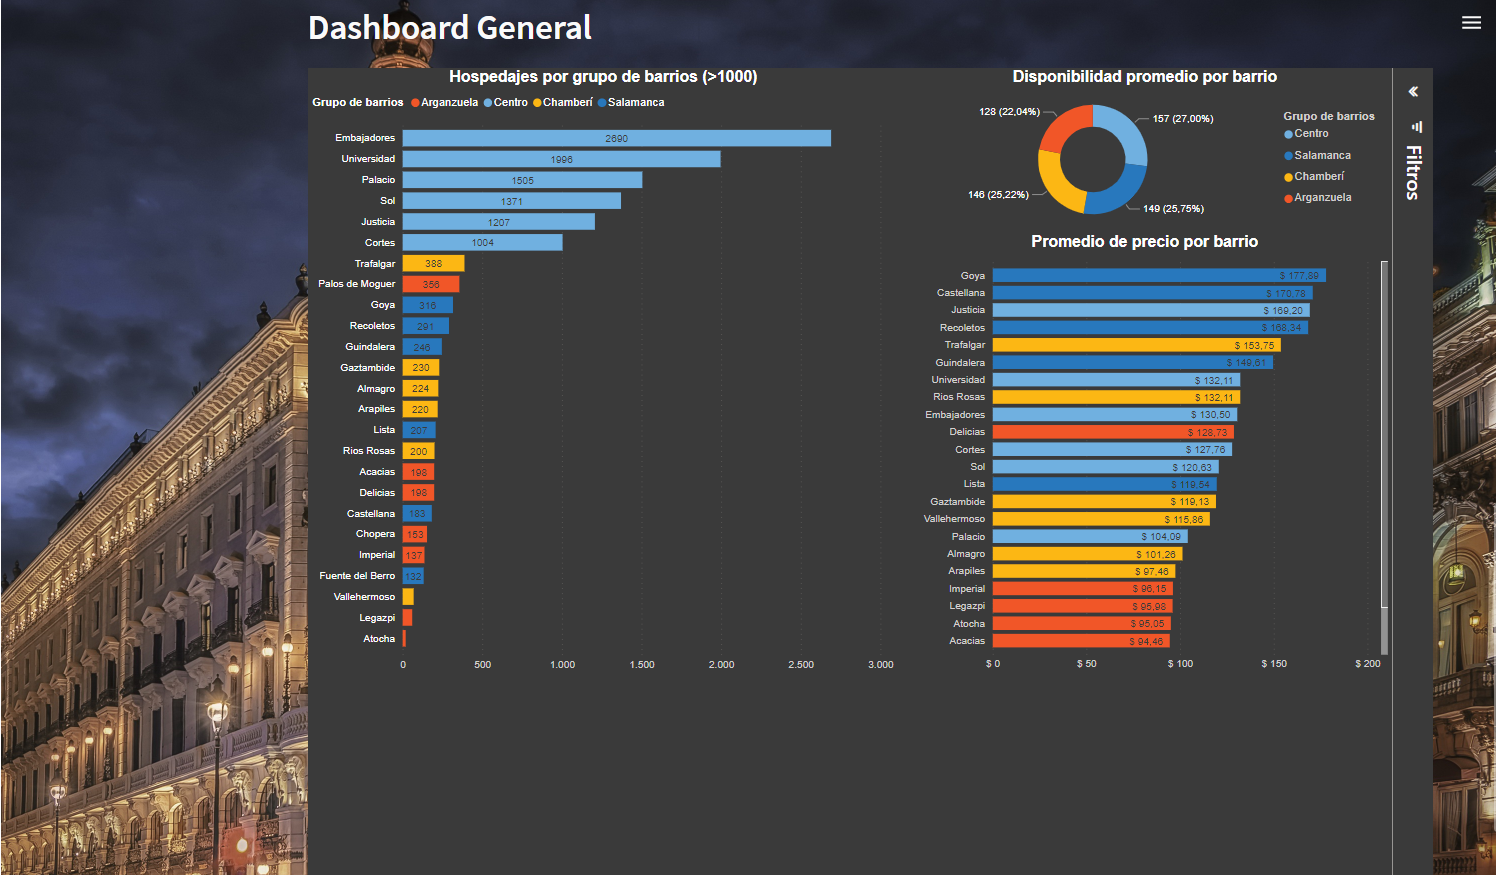 Dashboard General
Hospedajes por grupo de barrios (>1000)
Grupo de barrios Arganzuela Centro Chamberí Salamanca
Embajadores 2690
Universidad 1996
Palacio 1505
Sol 1371
Justicia 1207
Cortes 1004
Trafalgar 388
Palos de Moguer 356
Goya 316
Recoletos 291
Guindalera 246
Gaztambide 230
Almagro 224
Arapiles 220
Lista 207
Rios Rosas 200
Acacias 198
Delicias 198
Castellana 183
Chopera 153
Imperial 137
Fuente del Berro 132
Vallehermoso
Legazpi
Atocha
0 500 1.000 1.500 2.000 2.500 3.000
Disponibilidad promedio por barrio
128 (22,04%)
157 (27,00%)
146 (25,22%)
149 (25,75%)
Grupo de barrios
Centro
Salamanca
Chamberí
Arganzuela
Promedio de precio por barrio
Goya $ 177,89
Castellana $ 170,78
Justicia $ 169,20
Recoletos $ 168,34
Trafalgar $ 153,75
Guindalera $ 149,61
Universidad $ 132,11
Rios Rosas $ 132,11
Embajadores $ 130,50
Delicias $ 128,73
Cortes $ 127,76
Sol $ 120,63
Lista $ 119,54
Gaztambide $ 119,13
Vallehermoso $ 115,86
Palacio $ 104,09
Almagro $ 101,26
Arapiles $ 97,46
Imperial $ 96,15
Legazpi $ 95,98
Atocha $ 95,05
Acacias $ 94,46
$ 0 $ 50 $ 100 $ 150 $ 200
Filtros